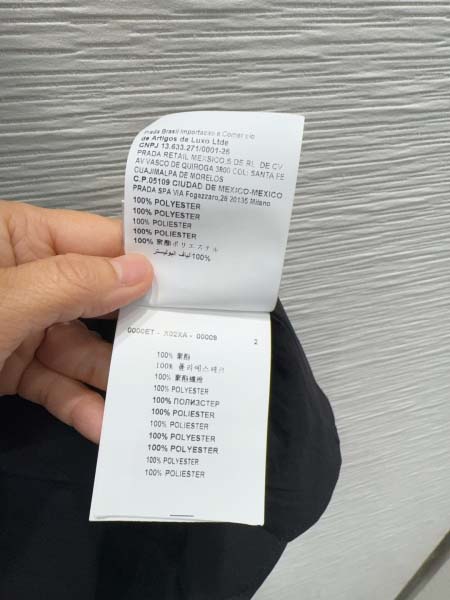 Prada Brasil Importacao e Comercio
de Artigos de Luxo Ltde
CNPJ 13.633.271/0001-36
PRADA RETAIL MEXICO,S DE RL DE CV
AV VASCO DE QUIROGA 3800 COL: SANTA FE
CUAJIMALPA DE MORELOS
C.P.05109 CIUDAD DE MEXICO-MEXICO
PRADA SPA VIA Fogazzaro,28 20135 Milano
100% POLYESTER
100% POLYESTER
100% POLIESTER
100% POLIESTER
100% 聚酯ポリエステル
100% الياف البوليستر
0000ET - X02XA - 00009 2
100% 聚酯
100% 폴리에스테르
100% 聚酯纖維
100% POLYESTER
100% ПОЛИЭСТЕР
100% POLIESTER
100% POLIESTER
100% POLYESTER
100% POLYESTER
100% POLYESTER
100% POLIESTER